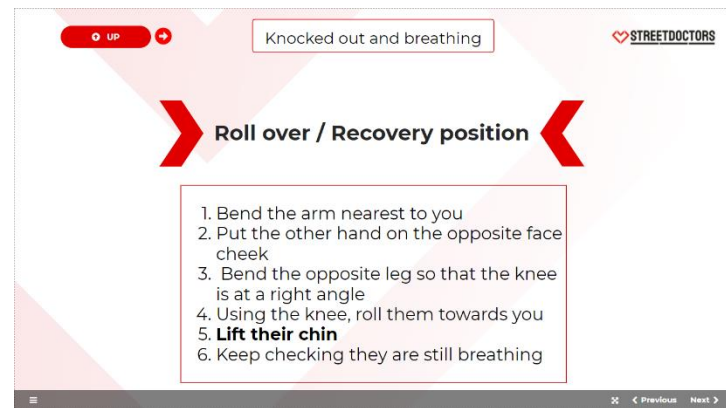 UP
Knocked out and breathing
STREETDOCTORS
Roll over / Recovery position
1. Bend the arm nearest to you
2. Put the other hand on the opposite face
cheek
3. Bend the opposite leg so that the knee
is at a right angle
4. Using the knee, roll them towards you
5. Lift their chin
6. Keep checking they are still breathing
Previous Next